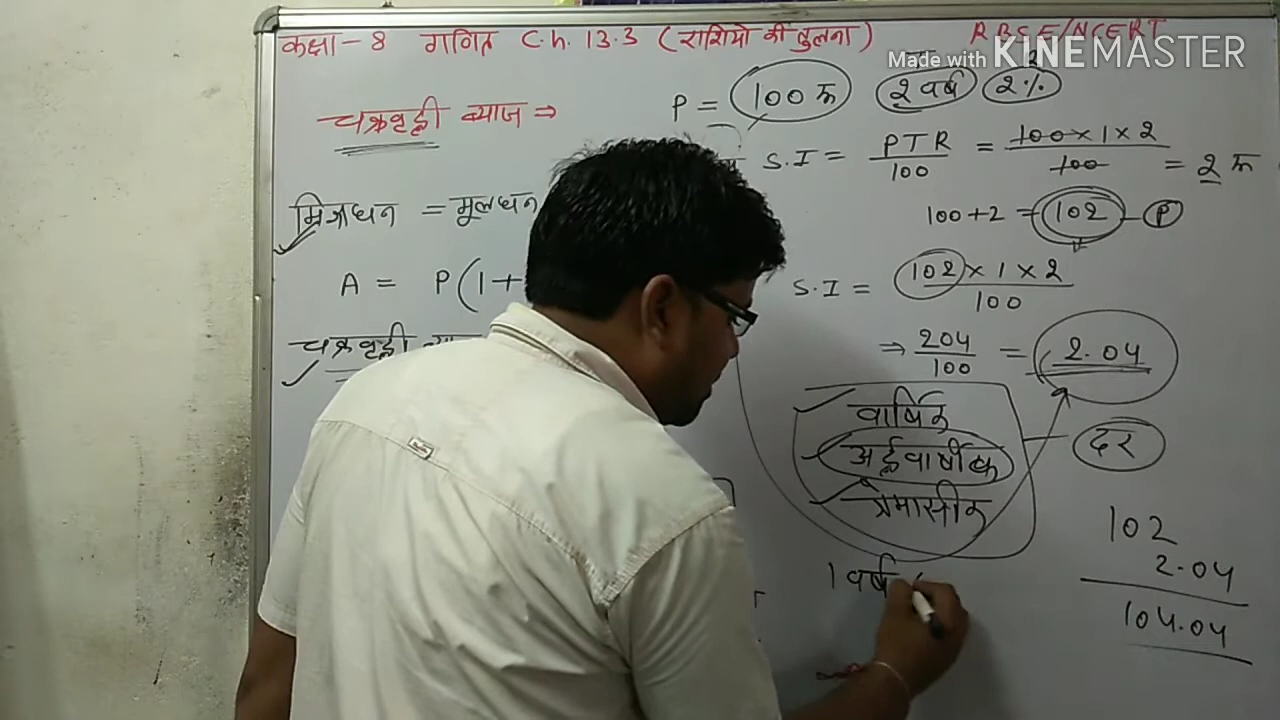 कक्षा - 8 गणित Ch. 13.3 (राशियो की तुलना) RBSE/NCERT
Made with KINEMASTER
चक्रवृद्धी ब्याज ⇒
P = 100 रू 2 वर्ष 2%
S.I = PTR/100 = 100×1×2/100 = 2 रू
मिश्रधन = मूलधन
100+2 = 102 - P
A = P(1+
S.I = 102×1×2/100
चक्रवृद्धी
⇒ 204/100 = 2.04
वार्षिक
अर्द्धवार्षीक
त्रैमासीक
दर
102
2.04
104.04
1 वर्ष